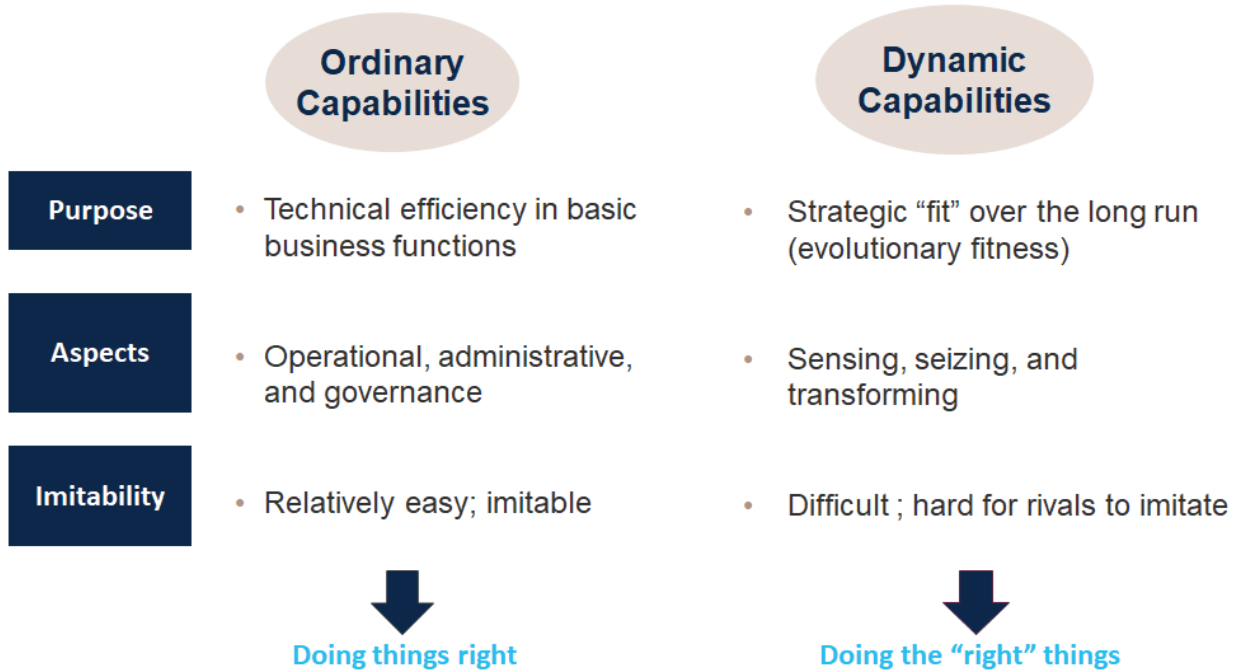 Ordinary
Capabilities
Dynamic
Capabilities
Purpose
• Technical efficiency in basic
business functions
• Strategic “fit” over the long run
(evolutionary fitness)
Aspects
• Operational, administrative,
and governance
• Sensing, seizing, and
transforming
Imitability
• Relatively easy; imitable
• Difficult ; hard for rivals to imitate
Doing things right
Doing the “right” things